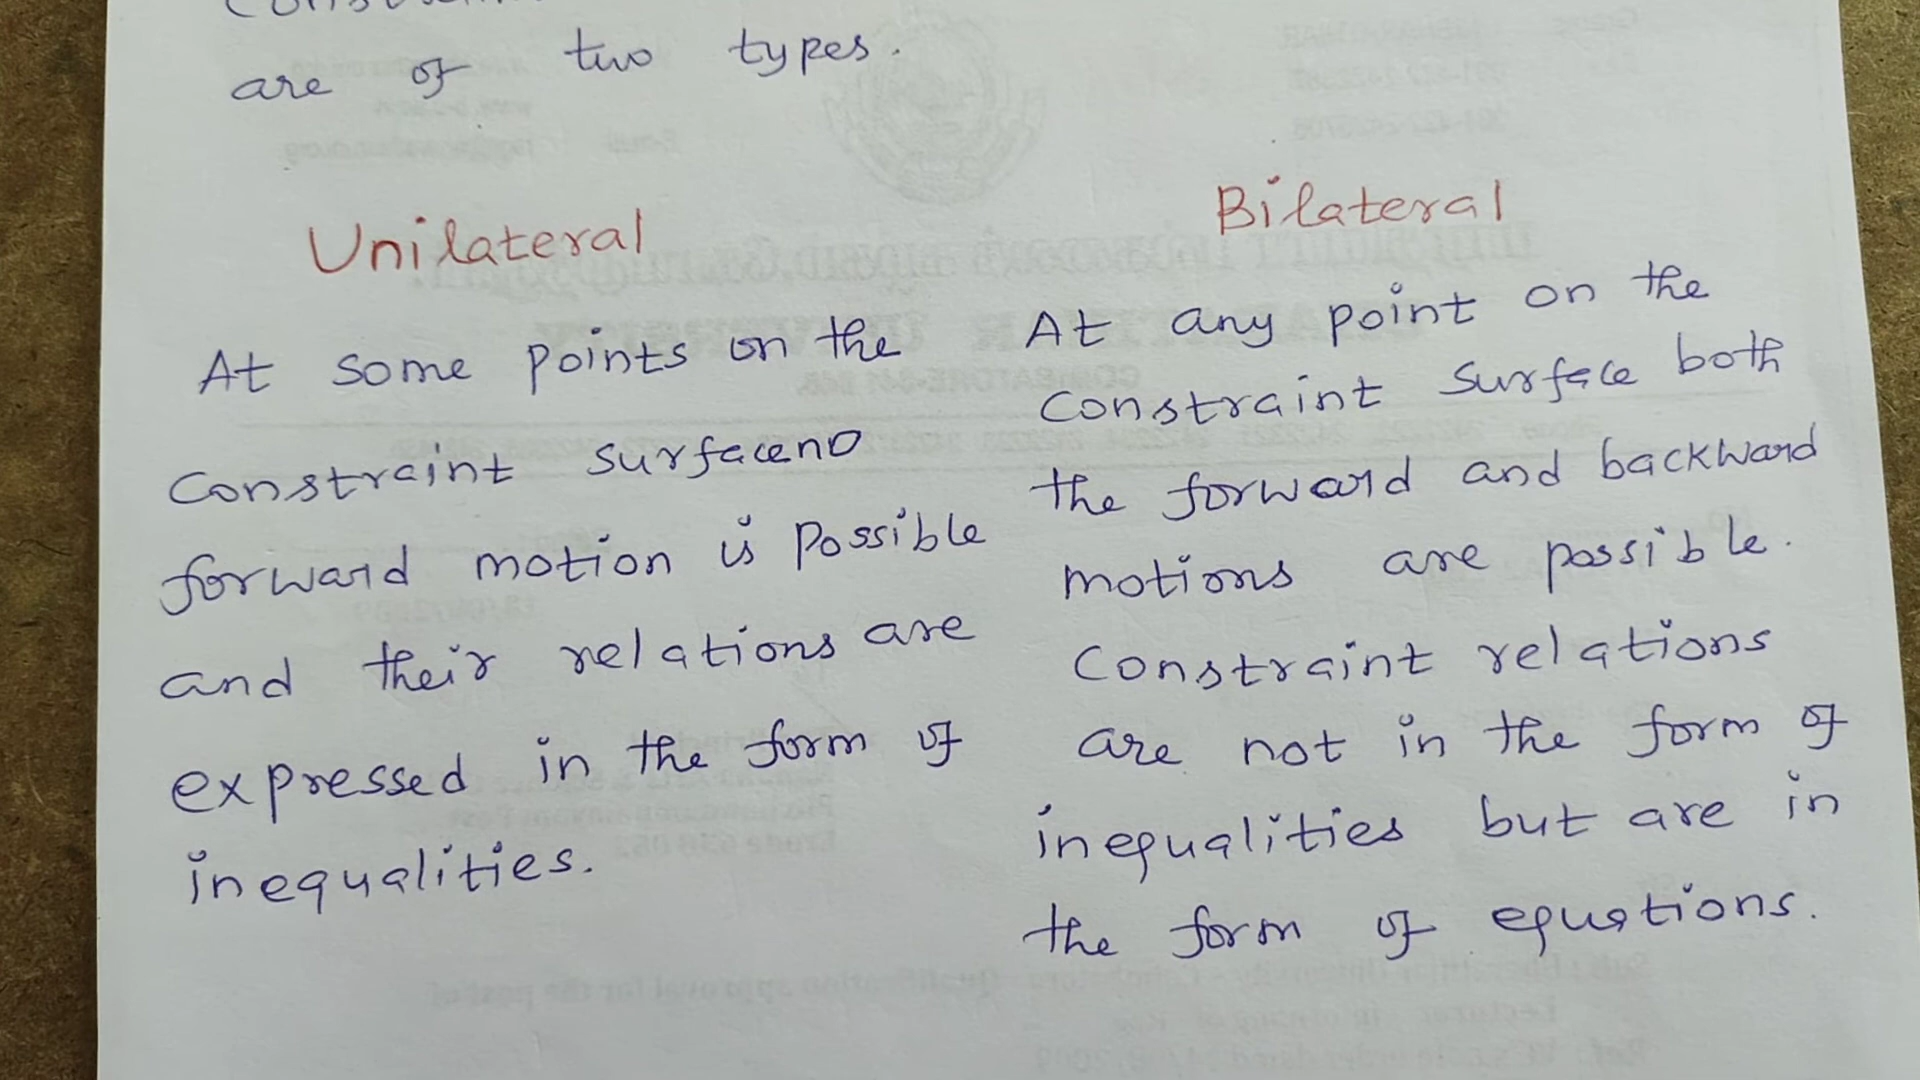 are of two types.
Unilateral
At some points on the
constraint surface no
forward motion is possible
and their relations are
expressed in the form of
inequalities.
Bilateral
At any point on the
constraint surface both
the forward and backward
motions are possible.
Constraint relations
are not in the form of
inequalities but are in
the form of equations.